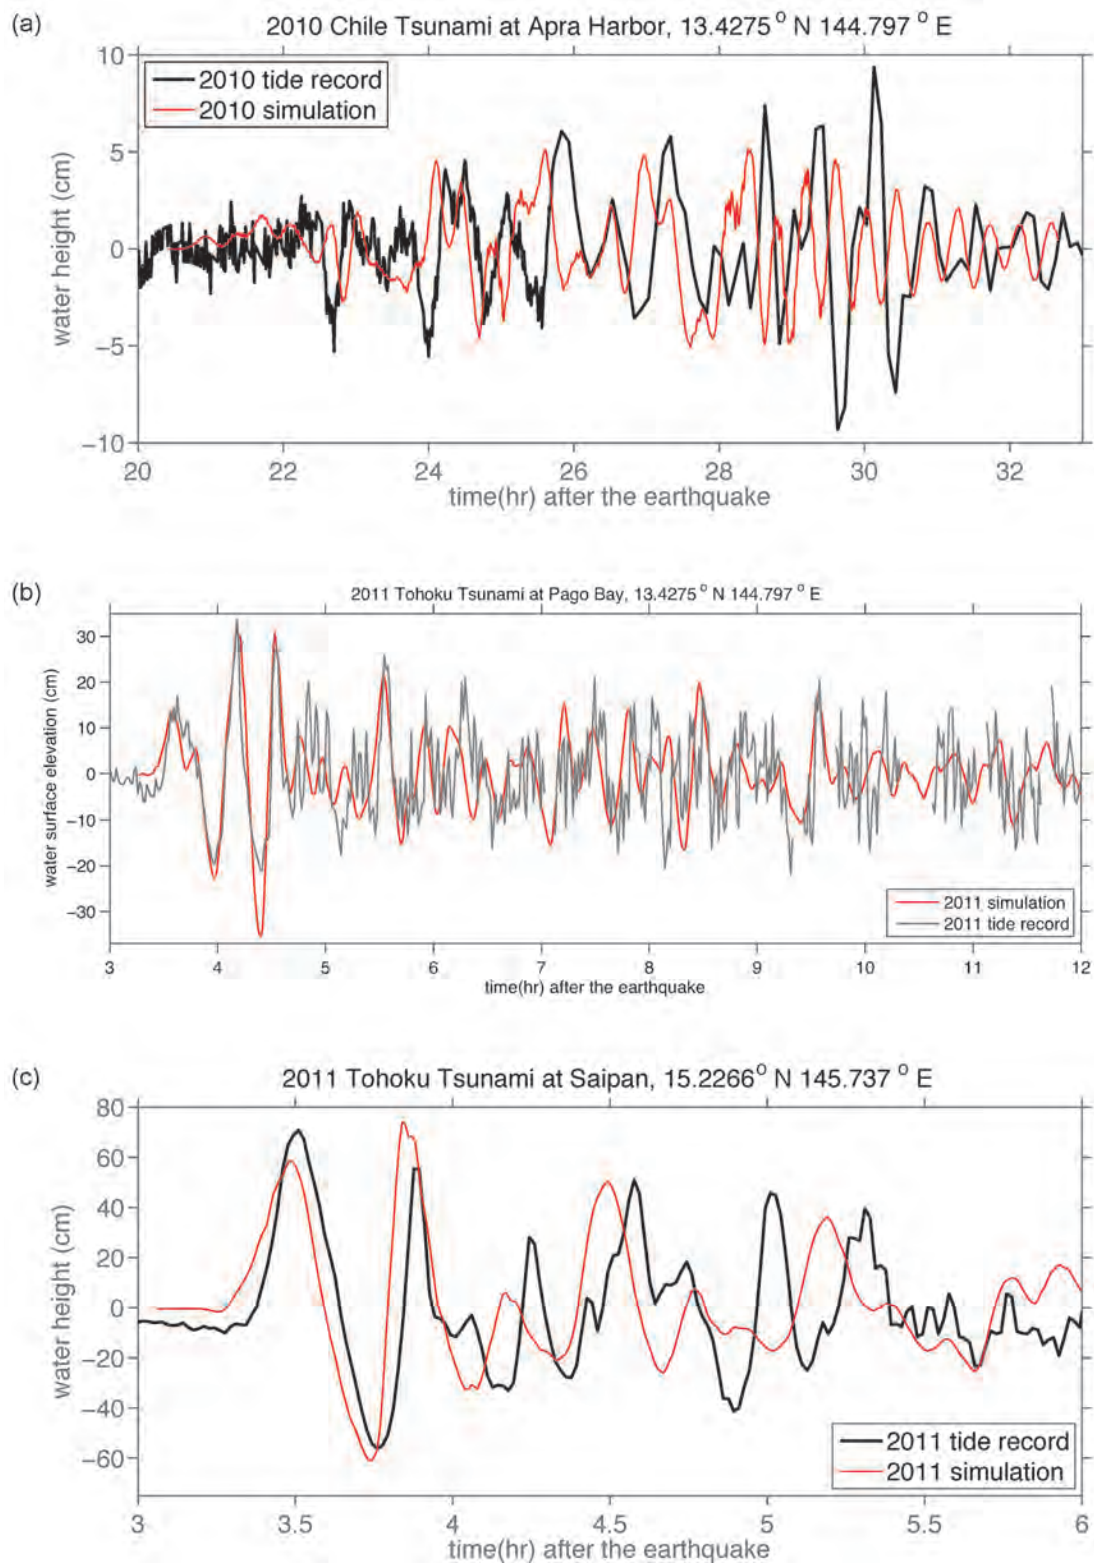 (a)
2010 Chile Tsunami at Apra Harbor, 13.4275 o N 144.797 o E
2010 tide record
2010 simulation
10
5
0
−5
−10
water height (cm)
20 22 24 26 28 30 32
time(hr) after the earthquake
(b)
2011 Tohoku Tsunami at Pago Bay, 13.4275 o N 144.797 o E
30
20
10
0
−10
−20
−30
water surface elevation (cm)
2011 simulation
2011 tide record
3 4 5 6 7 8 9 10 11 12
time(hr) after the earthquake
(c)
2011 Tohoku Tsunami at Saipan, 15.2266o N 145.737 o E
80
60
40
20
0
−20
−40
−60
water height (cm)
2011 tide record
2011 simulation
3 3.5 4 4.5 5 5.5 6
time(hr) after the earthquake